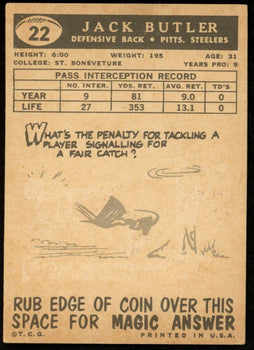 22
JACK BUTLER
DEFENSIVE BACK • PITTS. STEELERS
HEIGHT: 6:00 WEIGHT: 195 AGE: 31
COLLEGE: ST. BONEVETURE YEARS PRO: 9
PASS INTERCEPTION RECORD
NO. INTER. YDS. RET. AVG. RET. TD'S
YEAR 9 81 9.0 0
LIFE 27 353 13.1 0
WHAT'S THE PENALTY FOR TACKLING A
PLAYER SIGNALLING FOR
A FAIR CATCH?
RUB EDGE OF COIN OVER THIS
SPACE FOR MAGIC ANSWER
© T.C.G. PRINTED IN U.S.A.